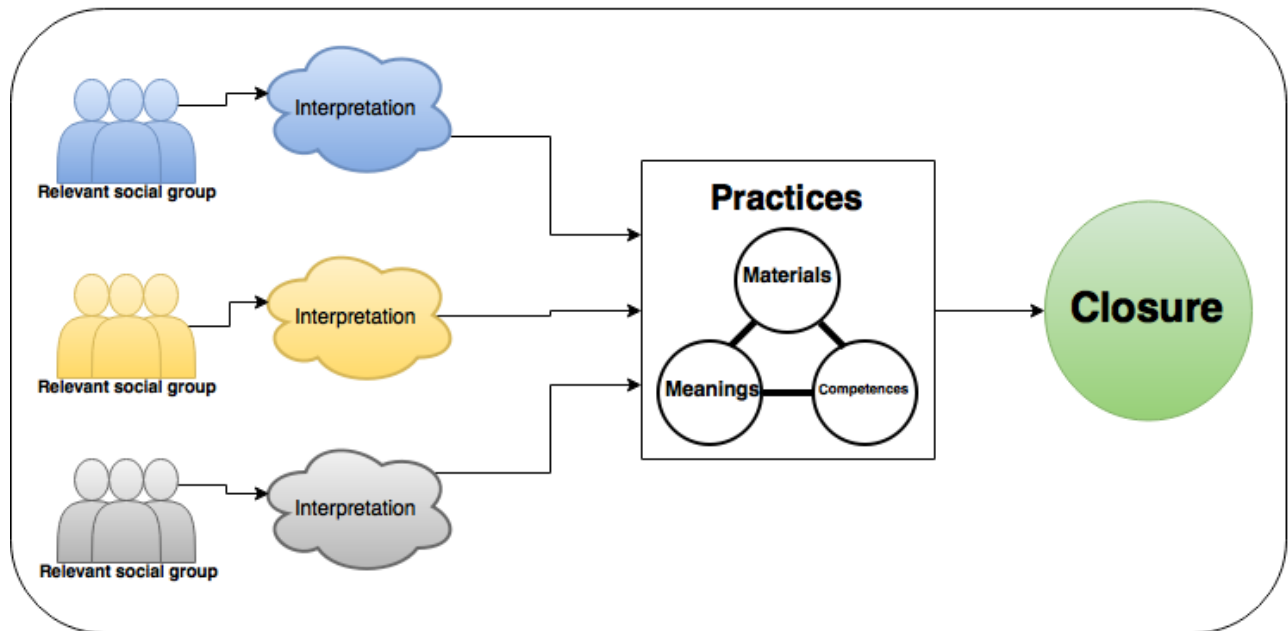 Interpretation
Relevant social group
Practices
Materials
Meanings
Competences
Closure
Interpretation
Relevant social group
Interpretation
Relevant social group